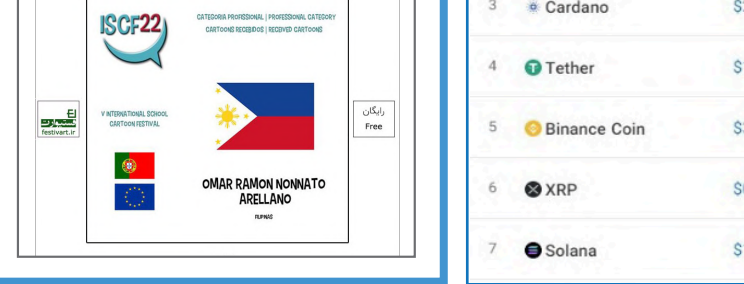 ISCF22
CATEGORIA PROFISSIONAL | PROFESSIONAL CATEGORY
CARTOONS RECEBIDOS | RECEIVED CARTOONS
V INTERNATIONAL SCHOOL
CARTOON FESTIVAL
festivart.ir
رایگان
Free
OMAR RAMON NONNATO
ARELLANO
FILIPINAS
3 Cardano $
4 Tether $
5 Binance Coin $
6 XRP $
7 Solana $